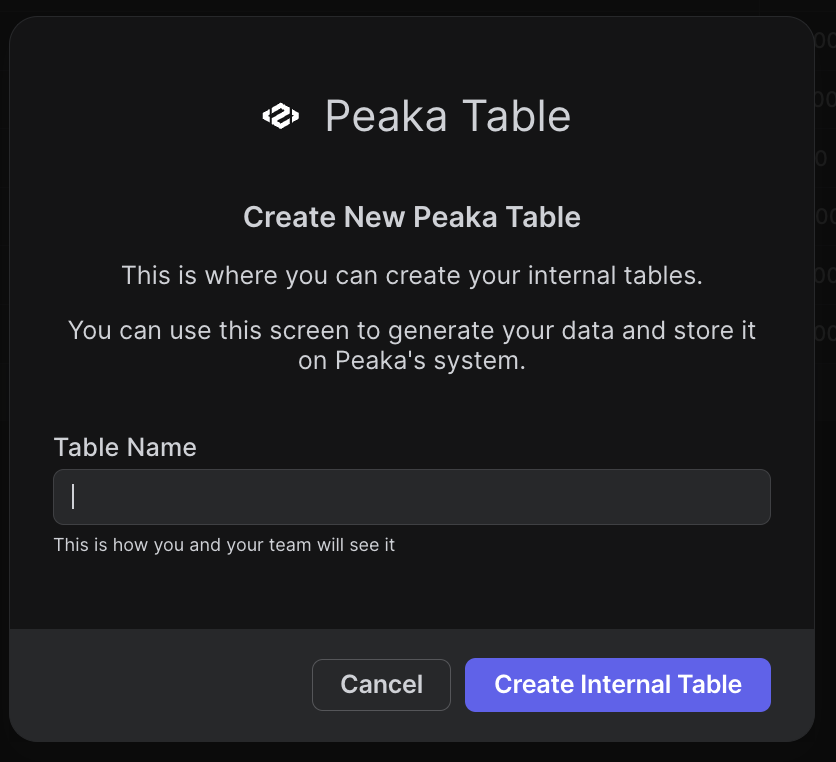 Peaka Table
Create New Peaka Table
This is where you can create your internal tables.
You can use this screen to generate your data and store it
on Peaka's system.
Table Name
This is how you and your team will see it
Cancel
Create Internal Table